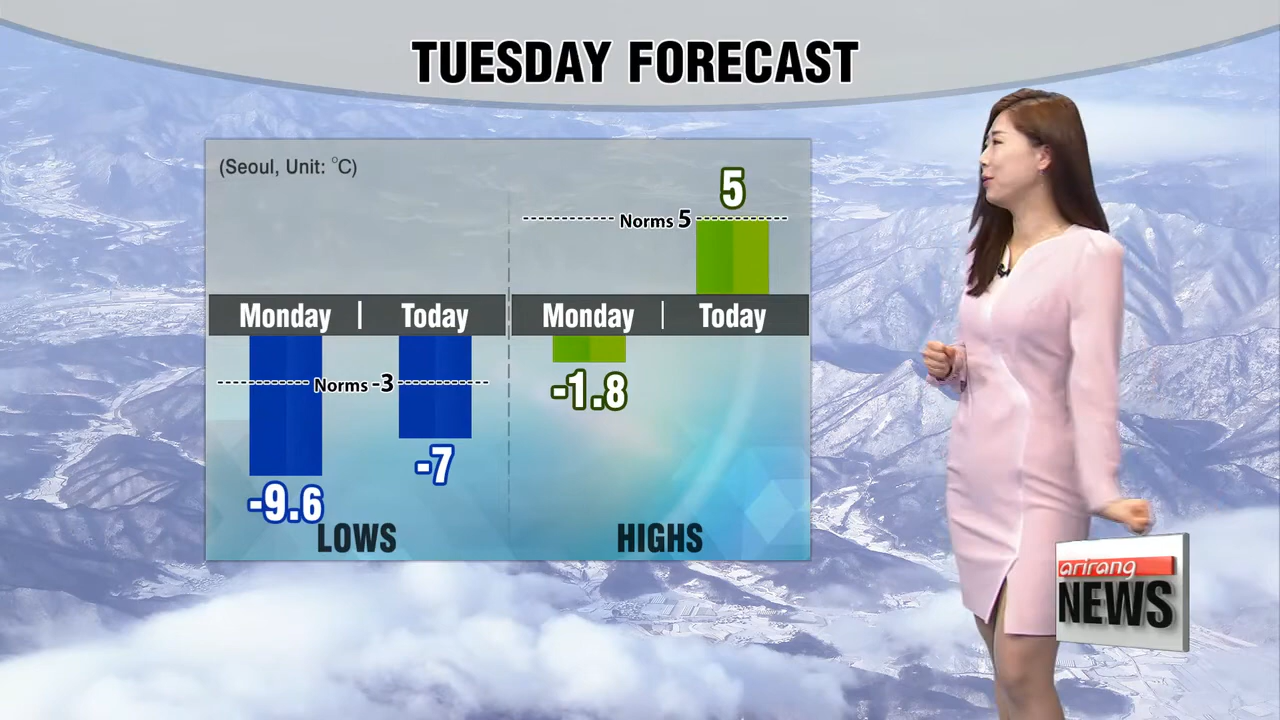 TUESDAY FORECAST
(Seoul, Unit: °C)
5
Norms 5
Monday | Today
Monday | Today
Norms -3
-1.8
-7
-9.6
LOWS
HIGHS
arirang
NEWS